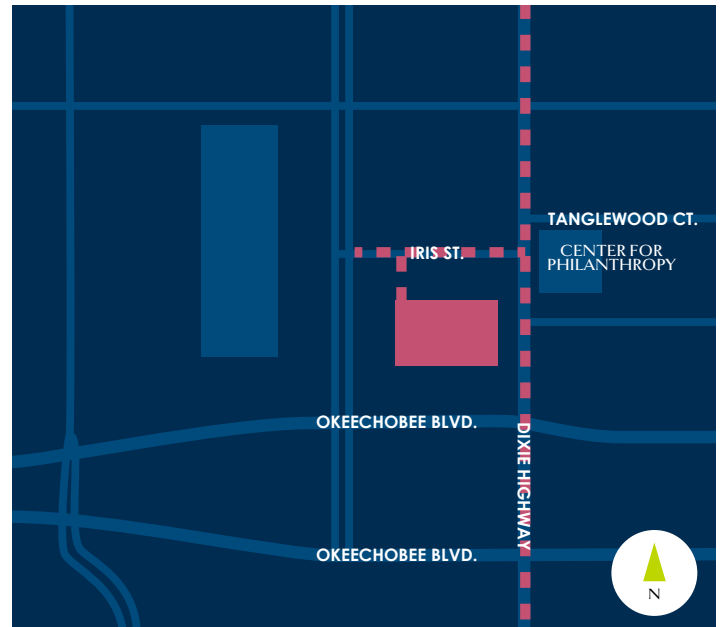 TANGLEWOOD CT.
IRIS ST.
CENTER FOR
PHILANTHROPY
OKEECHOBEE BLVD.
DIXIE HIGHWAY
OKEECHOBEE BLVD.
N